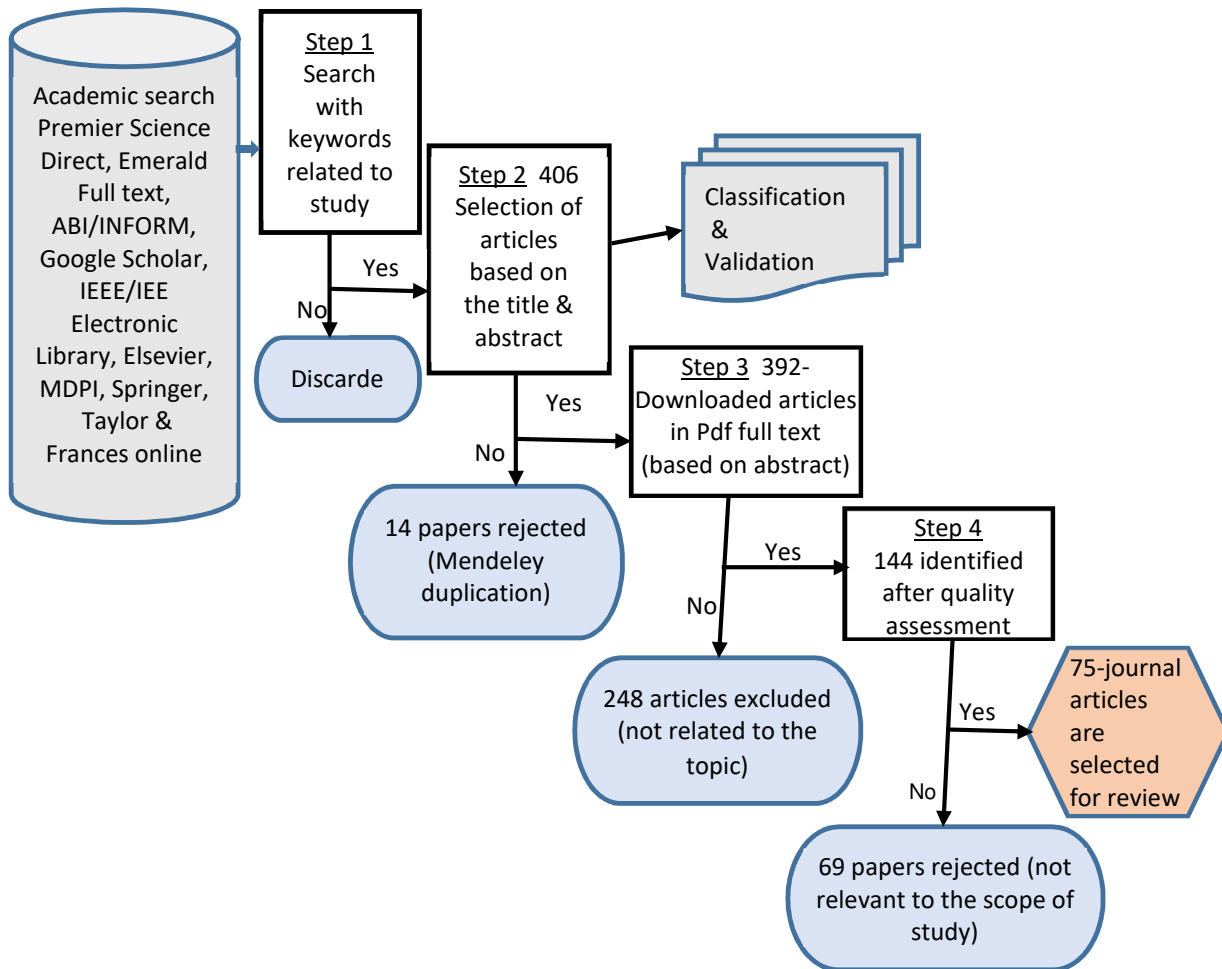 Academic search
Premier Science
Direct, Emerald
Full text,
ABI/INFORM,
Google Scholar,
IEEE/IEE
Electronic
Library, Elsevier,
MDPI, Springer,
Taylor &
Frances online
Step 1
Search
with
keywords
related to
study
Yes
No
Discarde
Step 2 406
Selection of
articles
based on
the title &
abstract
Classification
&
Validation
Yes
No
14 papers rejected
(Mendeley
duplication)
Step 3 392-
Downloaded articles
in Pdf full text
(based on abstract)
Yes
No
248 articles excluded
(not related to the
topic)
Step 4
144 identified
after quality
assessment
Yes
No
75-journal
articles
are
selected
for review
69 papers rejected (not
relevant to the scope of
study)